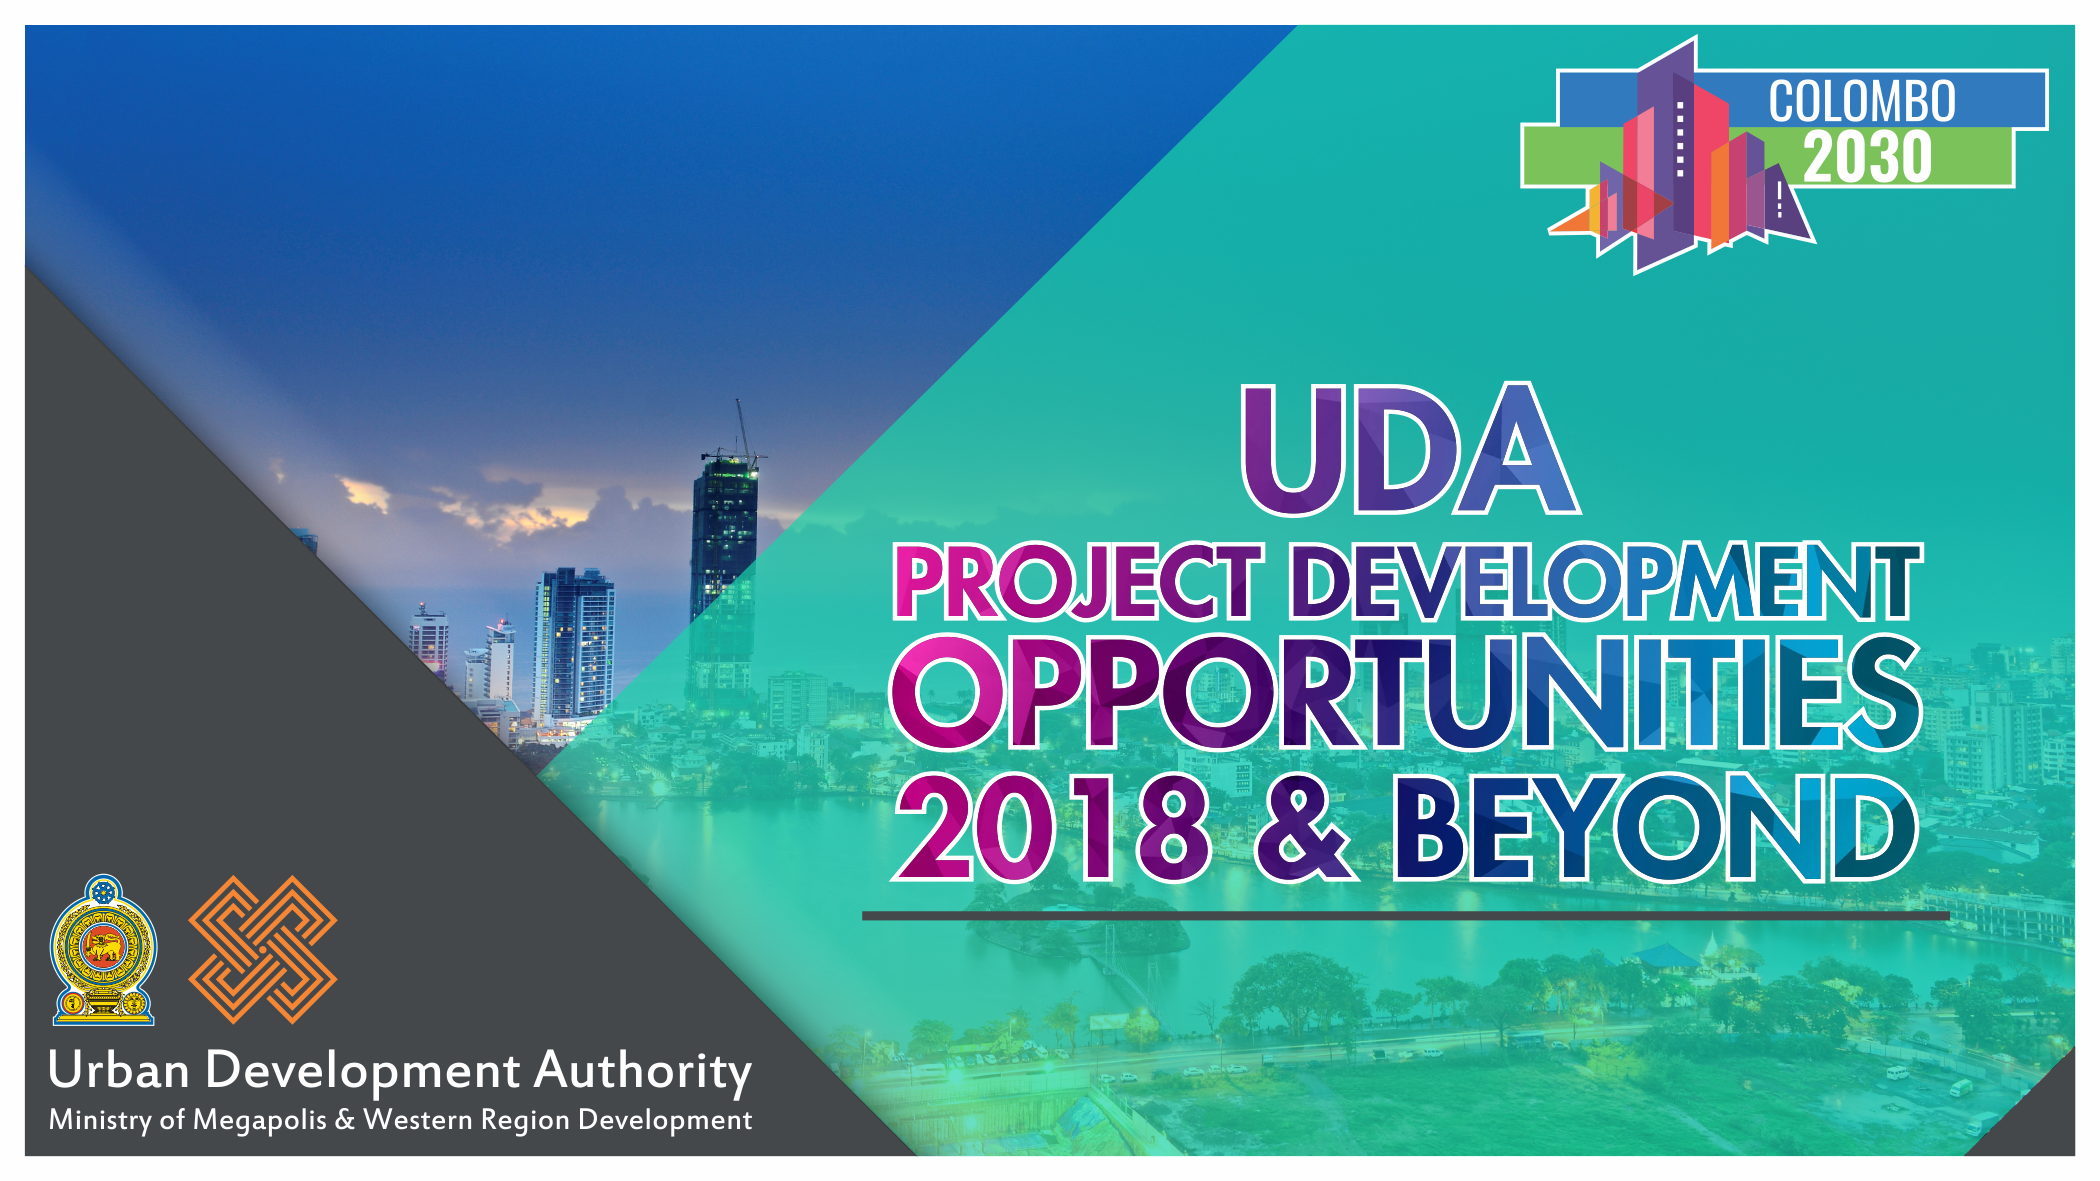 COLOMBO
2030
UDA
PROJECT DEVELOPMENT
OPPORTUNITIES
2018 & BEYOND
Urban Development Authority
Ministry of Megapolis & Western Region Development